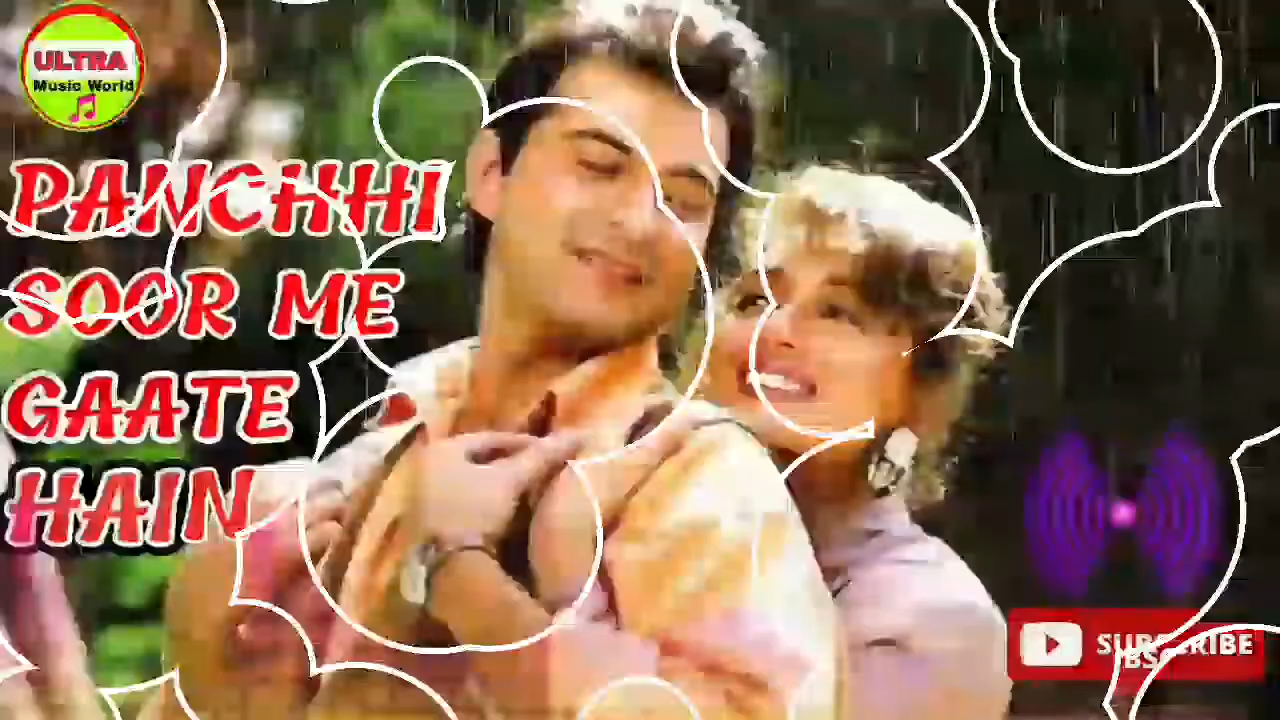 ULTRA
Music World
PANCHHI
SOOR ME
GAATE
HAIN
SUBSCRIBE